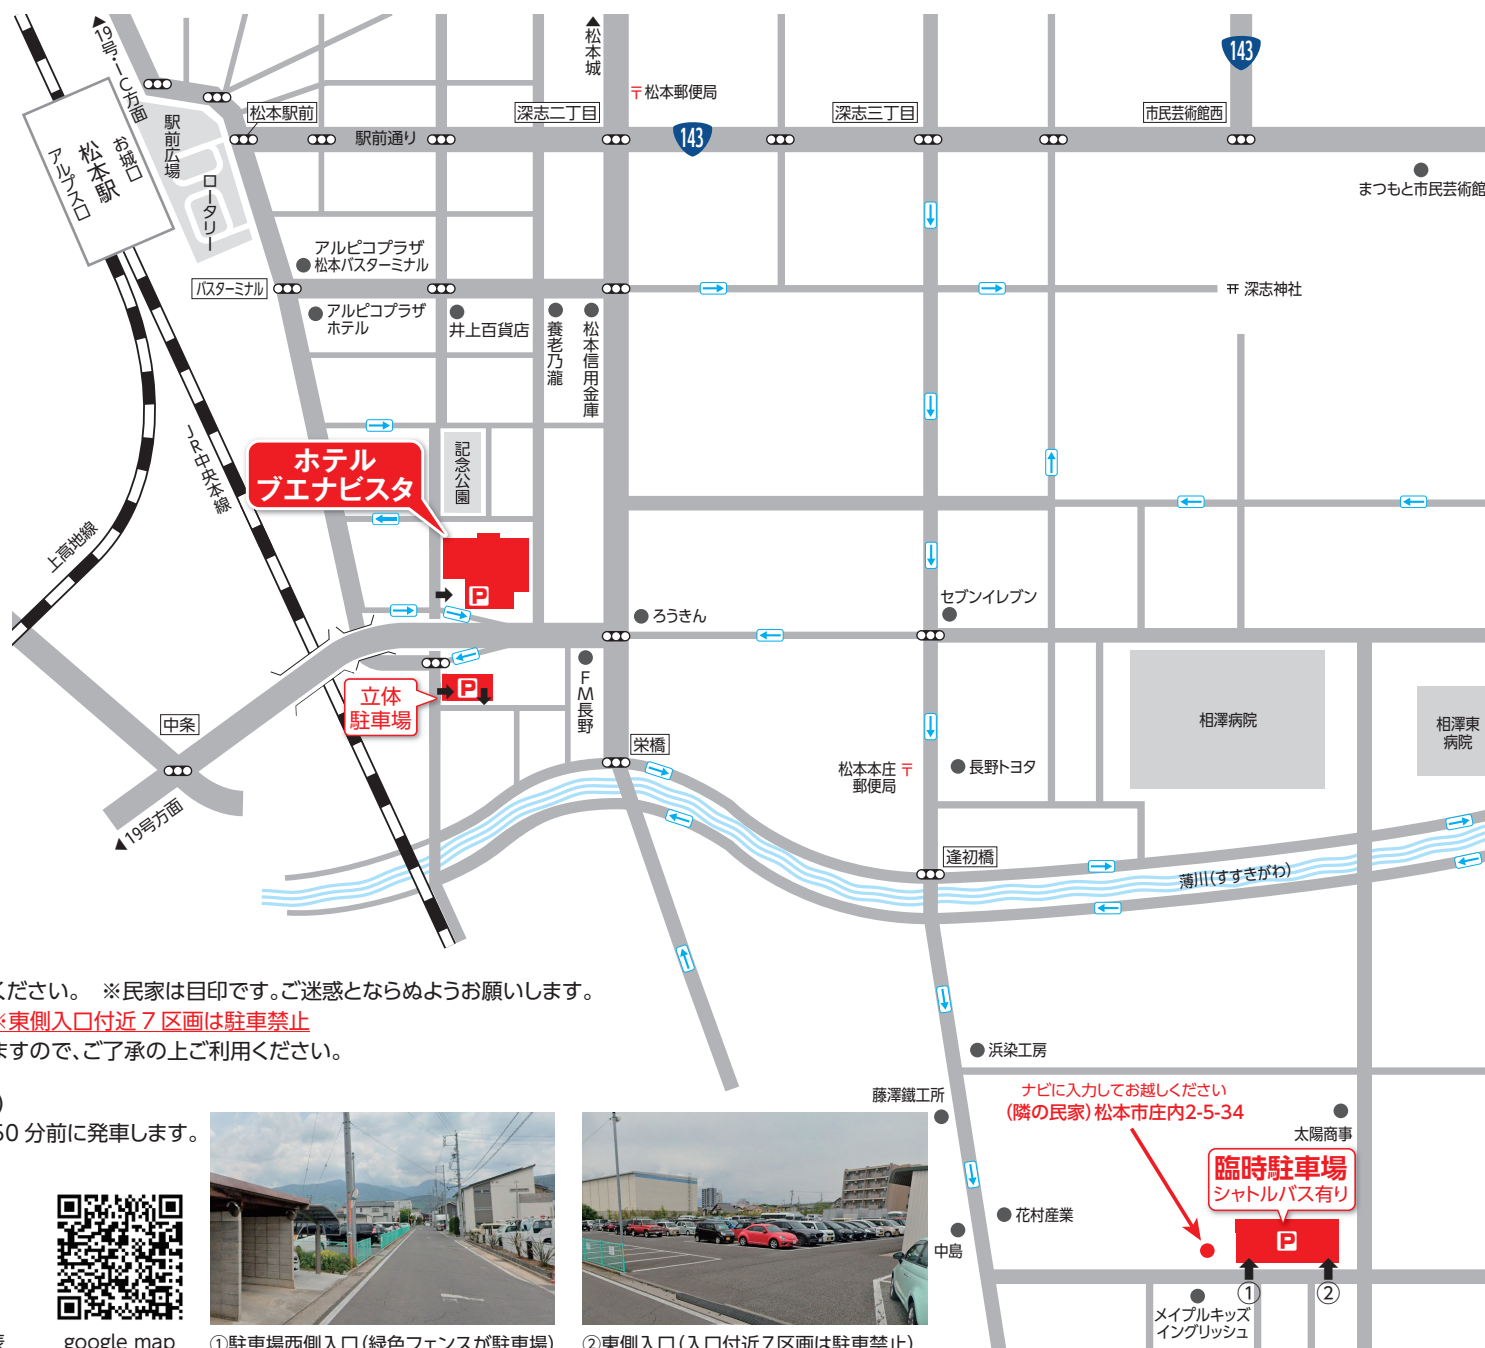 ▲19号・IC方面
▲松本城
143
〒松本郵便局
松本駅前
深志二丁目
深志三丁目
市民芸術館西
143
駅前通り
駅前広場
お城口
松本駅
アルプス口
ロータリー
まつもと市民芸術館
アルピコプラザ
松本バスターミナル
バスターミナル
深志神社
アルピコプラザ
ホテル
井上百貨店
養老乃瀧
松本信用金庫
JR中央本線
ホテル
ブエナビスタ
記念公園
上高地線
P
ろうきん
セブンイレブン
FM長野
P
立体
駐車場
中条
栄橋
相澤病院
相澤東
病院
松本本庄〒
郵便局
長野トヨタ
▲19号方面
逢初橋
薄川(すすきがわ)
ください。 ※民家は目印です。ご迷惑とならぬようお願いします。
※東側入口付近7区画は駐車禁止
ますので、ご了承の上ご利用ください。
)
50分前に発車します。
浜染工房
藤澤鐵工所
ナビに入力してお越しください
(隣の民家)松本市庄内2-5-34
太陽商事
臨時駐車場
シャトルバス有り
花村産業
中島
P
①
②
メイプルキッズ
イングリッシュ
google map
①駐車場西側入口(緑色フェンスが駐車場)
②東側入口(入口付近7区画は駐車禁止)